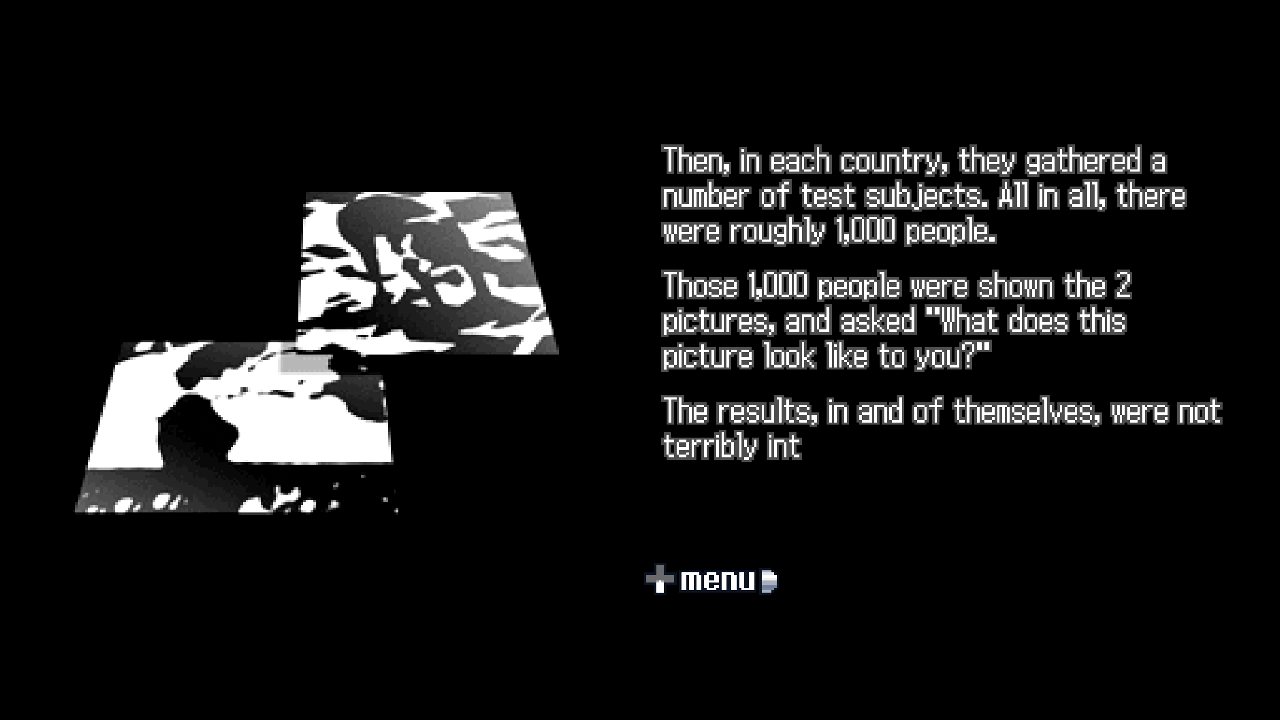 Then, in each country, they gathered a
number of test subjects. All in all, there
were roughly 1,000 people.
Those 1,000 people were shown the 2
pictures, and asked "What does this
picture look like to you?"
The results, in and of themselves, were not
terribly int
menu